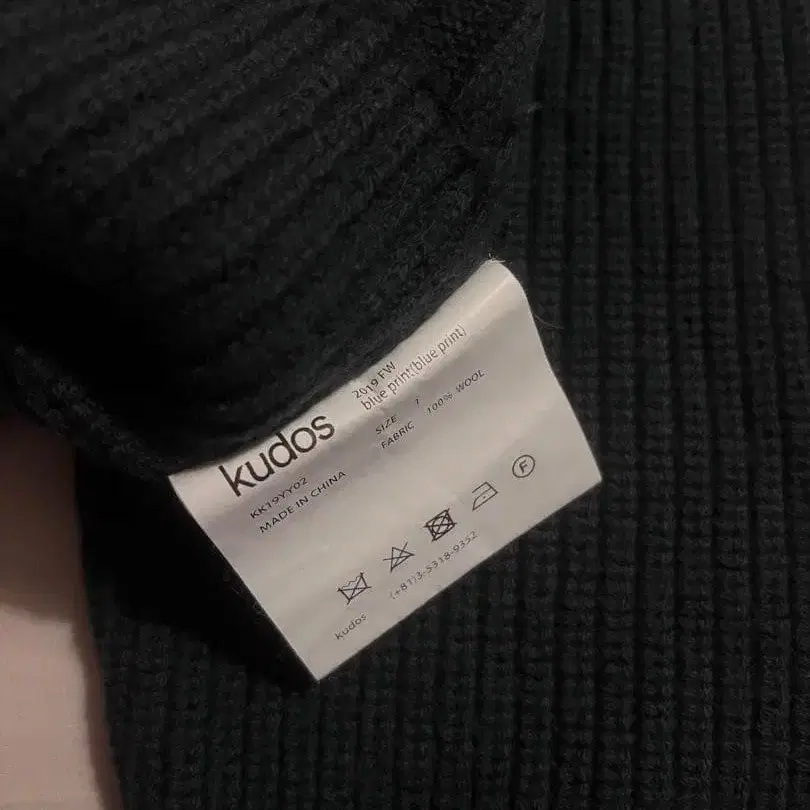 kudos
2019 FW
blue print(blue print)
KK19YY02
MADE IN CHINA
SIZE 1
FABRIC 100% WOOL
F
kudos (+81)3-5318-9352